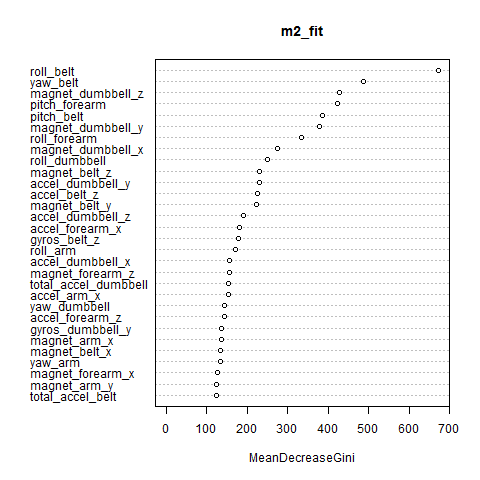 m2_fit
roll_belt
yaw_belt
magnet_dumbbell_z
pitch_forearm
pitch_belt
magnet_dumbbell_y
roll_forearm
magnet_dumbbell_x
roll_dumbbell
magnet_belt_z
accel_dumbbell_y
accel_belt_z
magnet_belt_y
accel_dumbbell_z
accel_forearm_x
gyros_belt_z
roll_arm
accel_dumbbell_x
magnet_forearm_z
total_accel_dumbbell
accel_arm_x
yaw_dumbbell
accel_forearm_z
gyros_dumbbell_y
magnet_arm_x
magnet_belt_x
yaw_arm
magnet_forearm_x
magnet_arm_y
total_accel_belt
0 100 200 300 400 500 600 700
MeanDecreaseGini